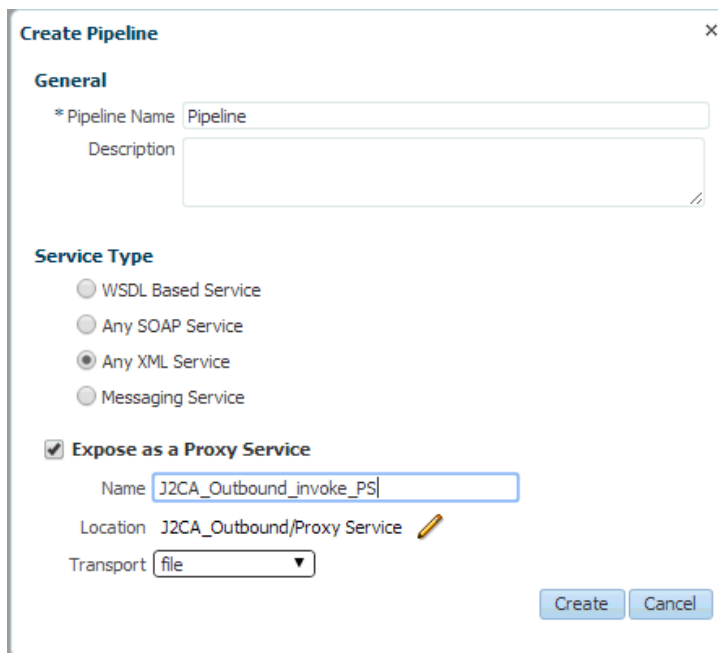 Create Pipeline
General
* Pipeline Name Pipeline
Description
Service Type
WSDL Based Service
Any SOAP Service
Any XML Service
Messaging Service
Expose as a Proxy Service
Name J2CA_Outbound_invoke_PS
Location J2CA_Outbound/Proxy Service
Transport file
Create Cancel